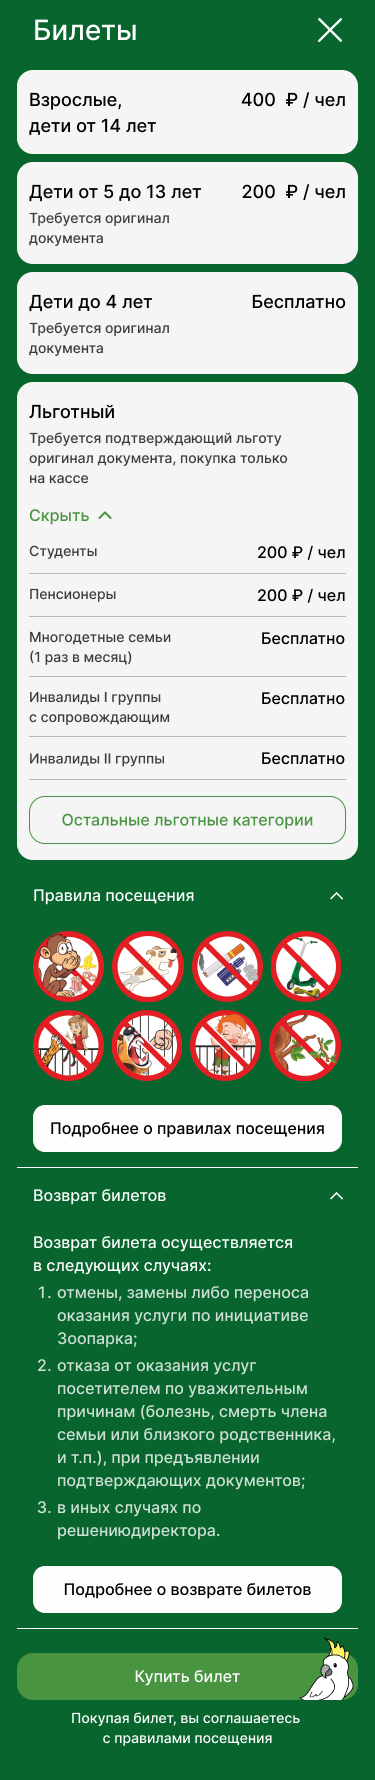 Билеты
Взрослые,
дети от 14 лет
400 ₽ / чел
Дети от 5 до 13 лет
200 ₽ / чел
Требуется оригинал
документа
Дети до 4 лет
Бесплатно
Требуется оригинал
документа
Льготный
Требуется подтверждающий льготу
оригинал документа, покупка только
на кассе
Скрыть
Студенты
200 ₽ / чел
Пенсионеры
200 ₽ / чел
Многодетные семьи
(1 раз в месяц)
Бесплатно
Инвалиды I группы
с сопровождающим
Бесплатно
Инвалиды II группы
Бесплатно
Остальные льготные категории
Правила посещения
Подробнее о правилах посещения
Возврат билетов
Возврат билета осуществляется
в следующих случаях:
1. отмены, замены либо переноса
оказания услуги по инициативе
Зоопарка;
2. отказа от оказания услуг
посетителем по уважительным
причинам (болезнь, смерть члена
семьи или близкого родственника,
и т.п.), при предъявлении
подтверждающих документов;
3. в иных случаях по
решениюдиректора.
Подробнее о возврате билетов
Купить билет
Покупая билет, вы соглашаетесь
с правилами посещения